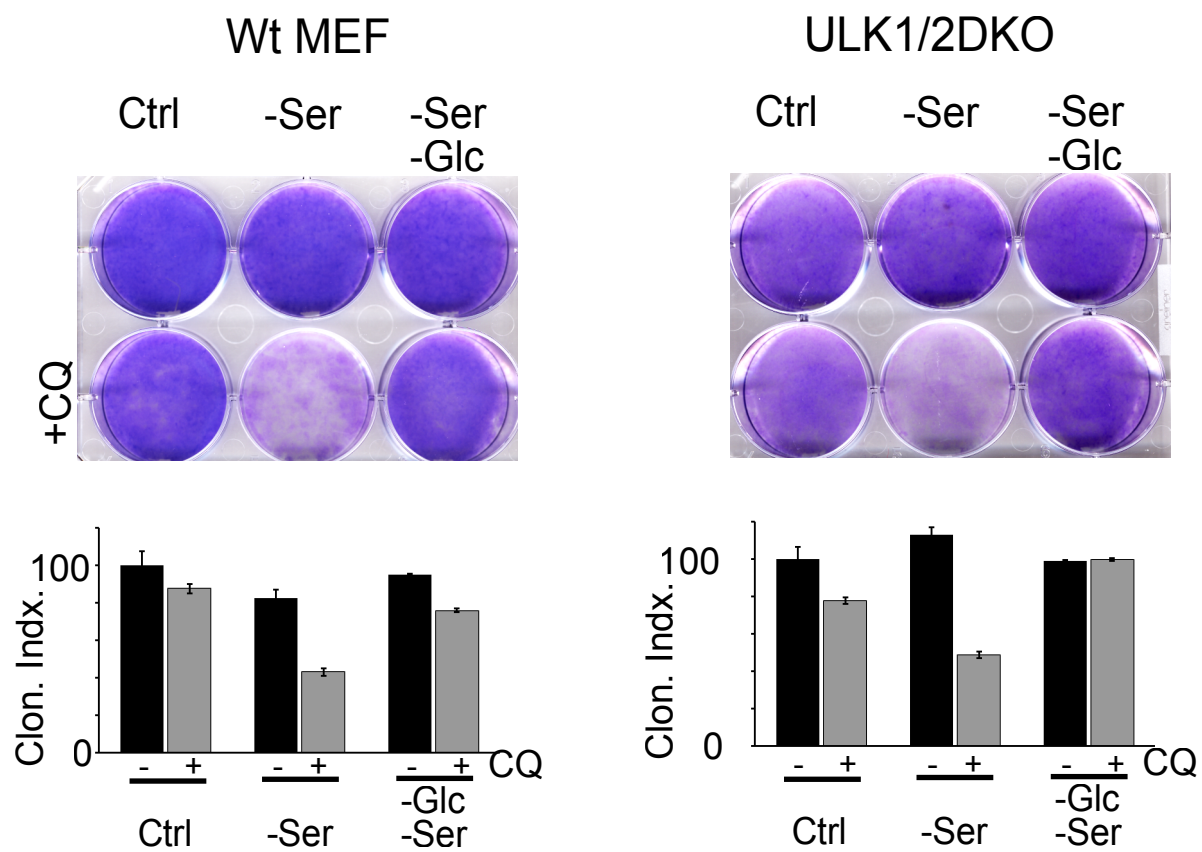 Wt MEF
ULK1/2DKO
Ctrl
-Ser
-Ser
-Glc
Ctrl
-Ser
-Ser
-Glc
+CQ
Clon. Indx.
100
0
- + - + - + CQ
Ctrl
-Ser
-Glc
-Ser
Clon. Indx.
100
0
- + - + - + CQ
Ctrl
-Ser
-Glc
-Ser